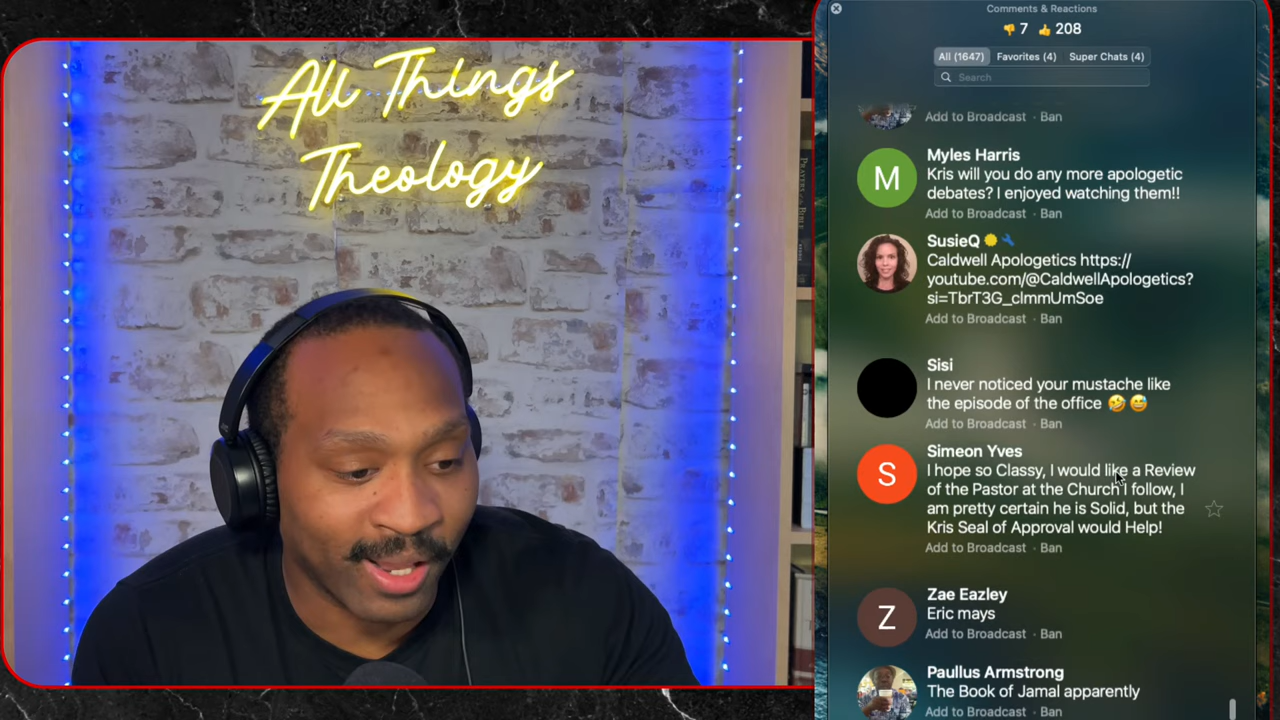 All Things
Theology
PRAYERS of the BIBLE
Comments & Reactions
👎 7 👍 208
All (1647) Favorites (4) Super Chats (4)
Search
Add to Broadcast · Ban
M
Myles Harris
Kris will you do any more apologetic
debates? I enjoyed watching them!!
Add to Broadcast · Ban
SusieQ
Caldwell Apologetics https://
youtube.com/@CaldwellApologetics?
si=TbrT3G_clmmUmSoe
Add to Broadcast · Ban
Sisi
I never noticed your mustache like
the episode of the office 🤣😅
Add to Broadcast · Ban
S
Simeon Yves
I hope so Classy, I would like a Review
of the Pastor at the Church I follow, I
am pretty certain he is Solid, but the
Kris Seal of Approval would Help!
Add to Broadcast · Ban
Z
Zae Eazley
Eric mays
Add to Broadcast · Ban
Paullus Armstrong
The Book of Jamal apparently
Add to Broadcast · Ban